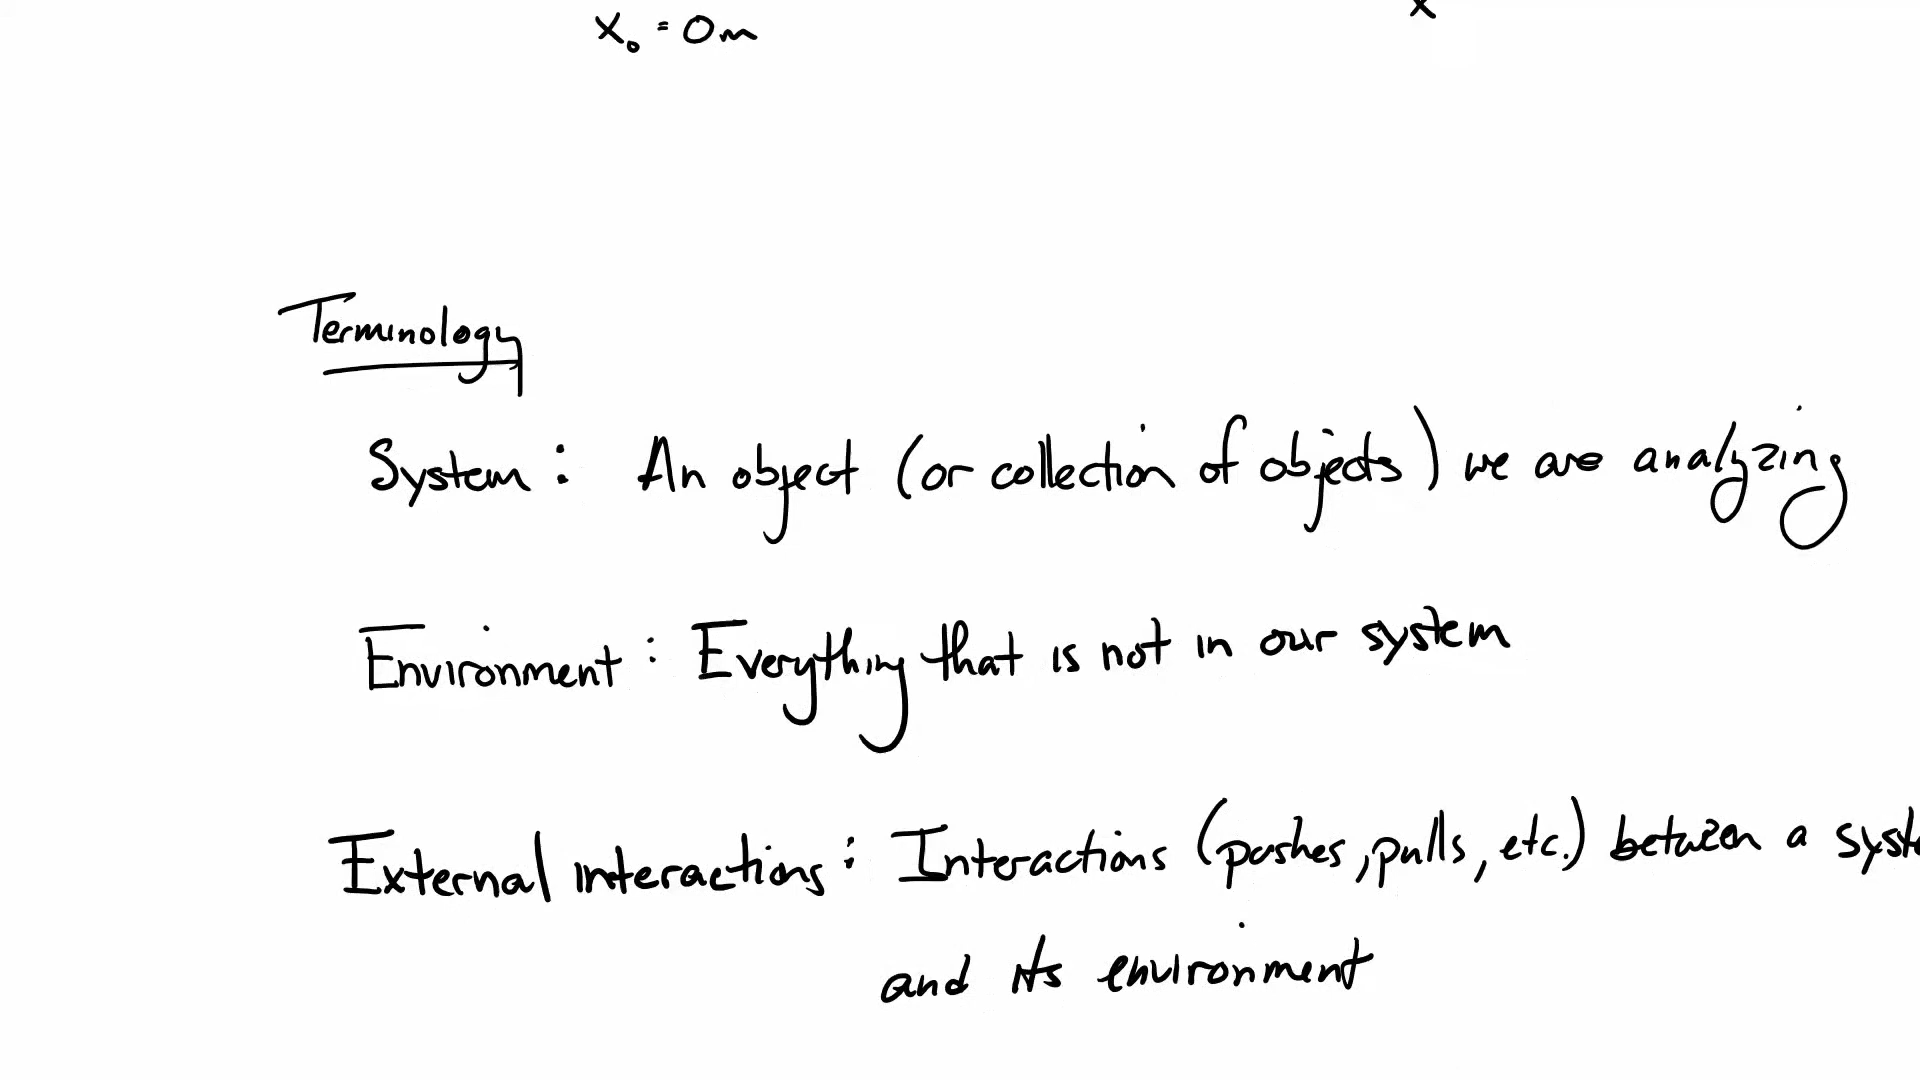 x₀ = 0m x
Terminology
System : An object (or collection of objects) we are analyzing
Environment : Everything that is not in our system
External interactions : Interactions (pushes, pulls, etc.) between a syste
and its environment